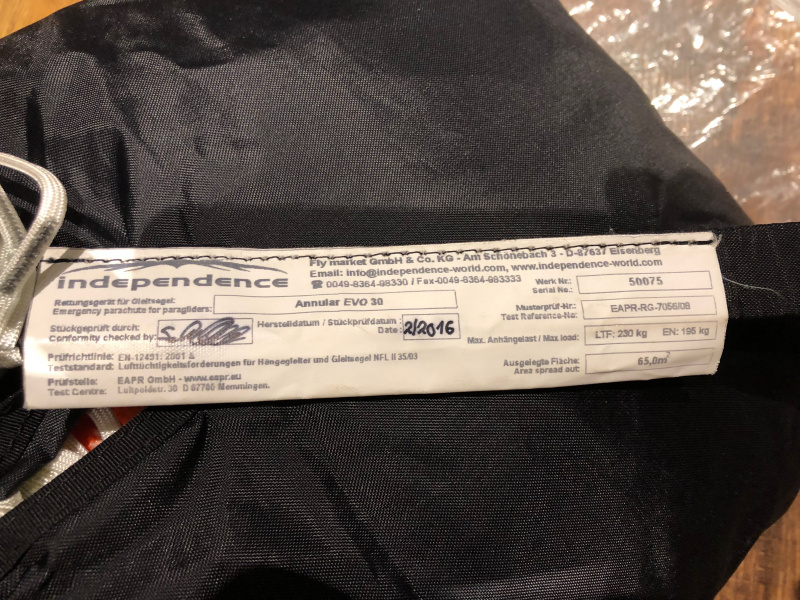 independence
Fly market GmbH & Co. KG - Am Schönebach 3 - D-87637 Eisenberg
Email: info@independence-world.com, www.independence-world.com
☎ 0049-8364-98330 / Fax-0049-8364-983333
Werk Nr.:
Serial No.: 50075
Rettungsgerät für Gleitsegel:
Emergency parachute for paragliders: Annular EVO 30
Musterprüf-Nr.:
Test Reference-No: EAPR-RG-7056/08
Stückgeprüft durch:
Conformity checked by:
Herstelldatum / Stückprüfdatum :
Date: 2/2016
Max. Anhängelast / Max load: LTF: 230 kg EN: 195 kg
Prüfrichtlinie: EN-12491: 2001 &
Teststandard: Lufttüchtigkeitsforderungen für Hängegleiter und Gleitsegel NFL II 35/03
Ausgelegte Fläche:
Area spread out: 65,0m²
Prüfstelle: EAPR GmbH - www.eapr.eu
Test Centre: Luitpoldstr. 30 D 87700 Memmingen.